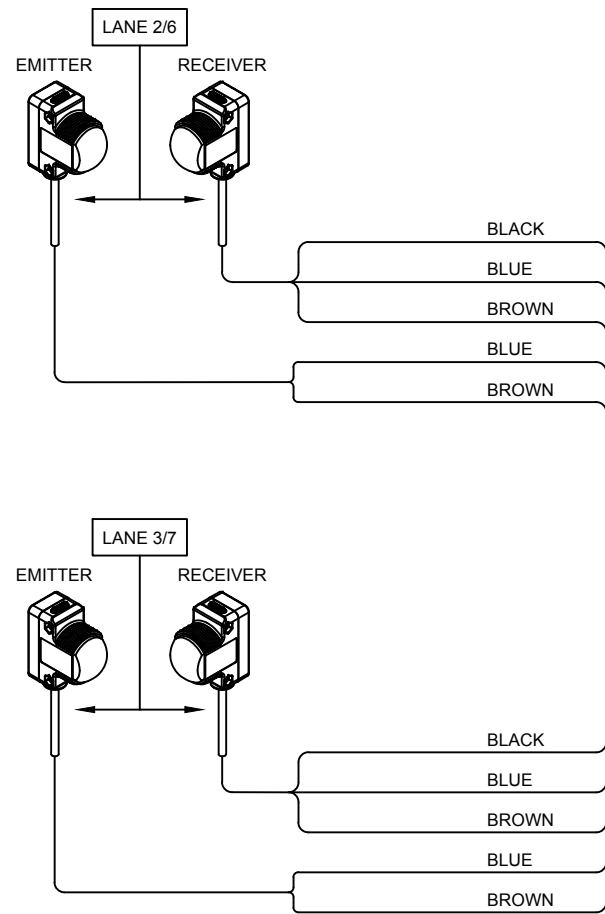 LANE 2/6
EMITTER
RECEIVER
BLACK
BLUE
BROWN
BLUE
BROWN
LANE 3/7
EMITTER
RECEIVER
BLACK
BLUE
BROWN
BLUE
BROWN